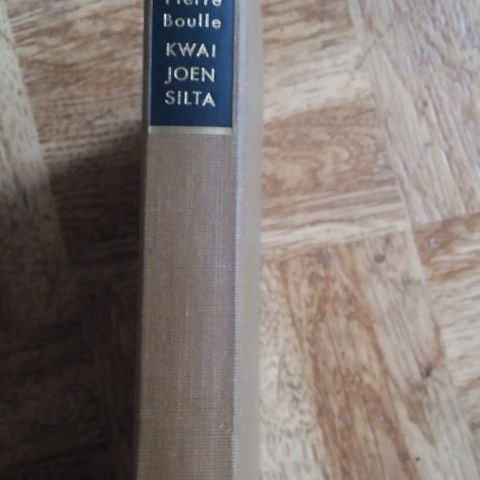 Pierre
Boulle
KWAI
JOEN
SILTA